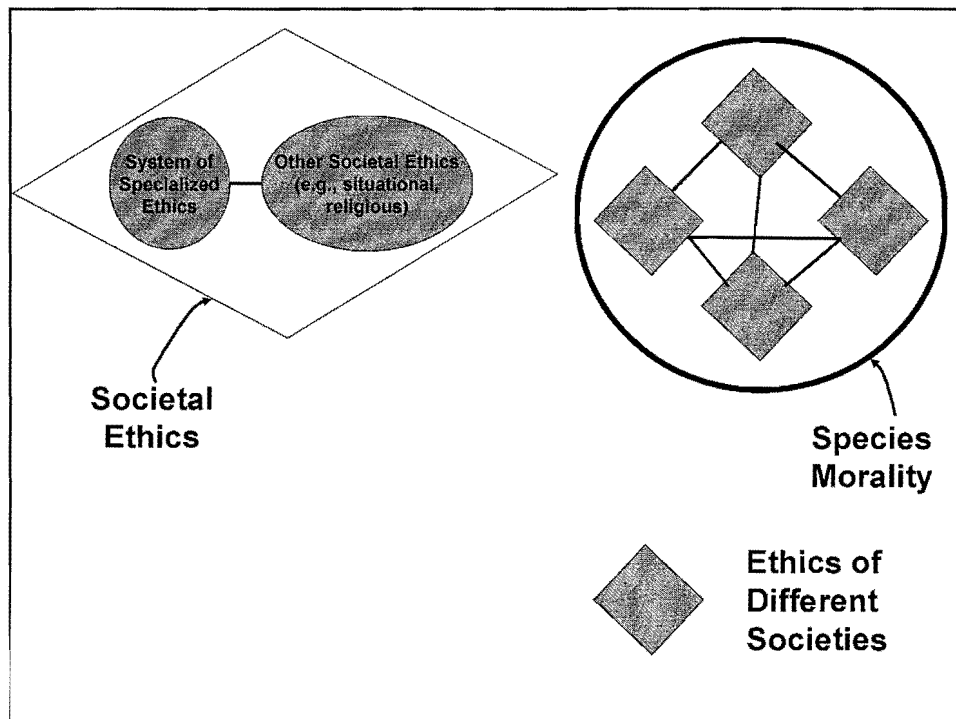 System of
Specialized
Ethics
Other Societal Ethics
(e.g., situational,
religious)
Societal
Ethics
Species
Morality
Ethics of
Different
Societies